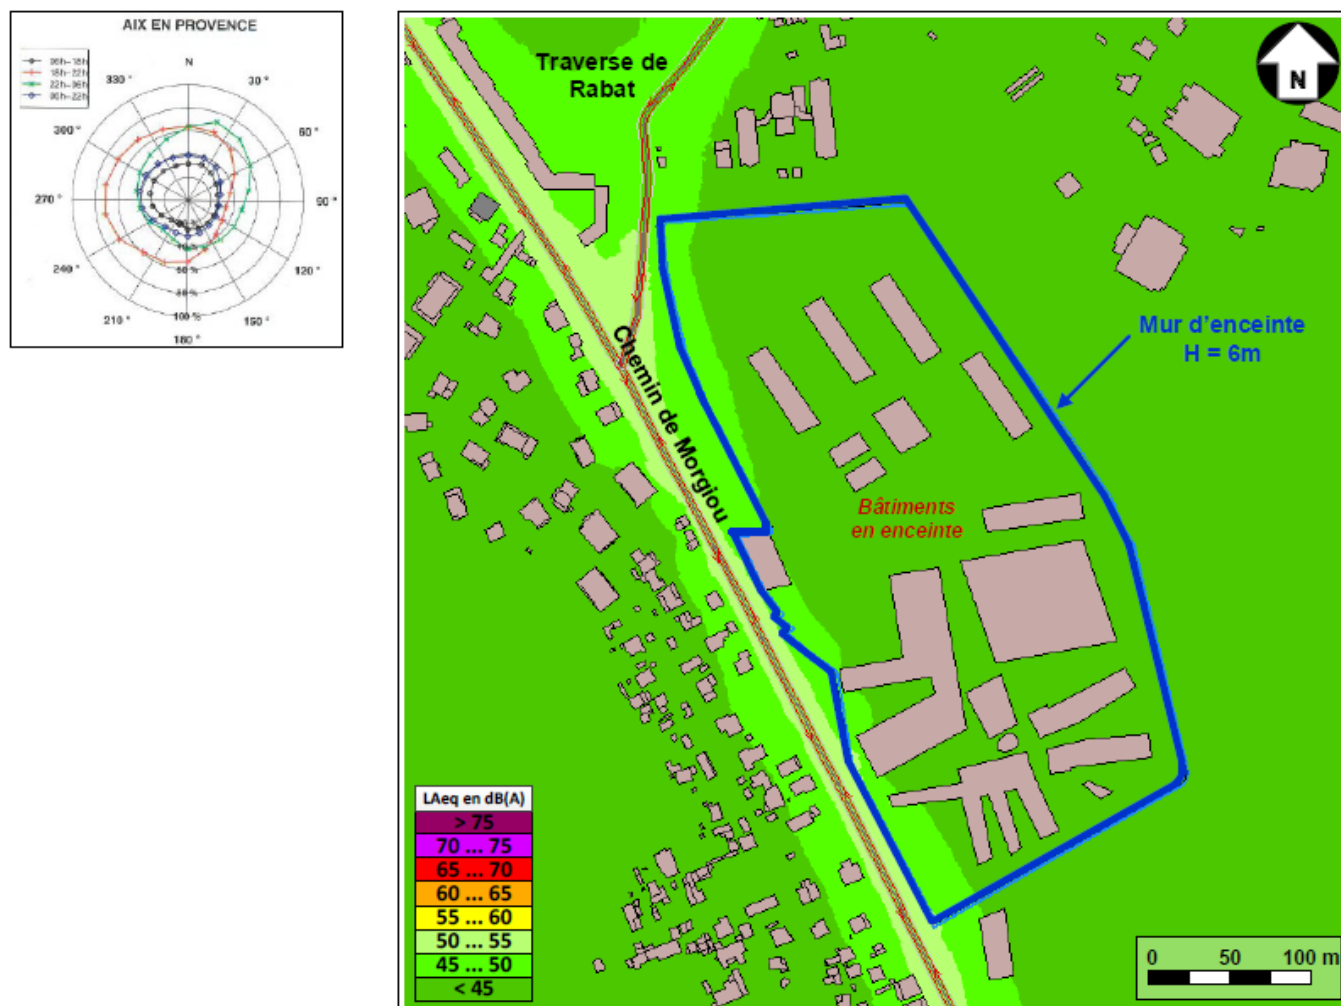 AIX EN PROVENCE
06h-18h
18h-22h
22h-06h
06h-22h
N
330 °
30 °
300 °
60 °
270 °
90 °
240 °
120 °
210 °
150 °
180 °
100 %
Traverse de
Rabat
N
Mur d'enceinte
H = 6m
Chemin de Morgiou
Bâtiments
en enceinte
LAeq en dB(A)
> 75
70 ... 75
65 ... 70
60 ... 65
55 ... 60
50 ... 55
45 ... 50
< 45
0 50 100 m